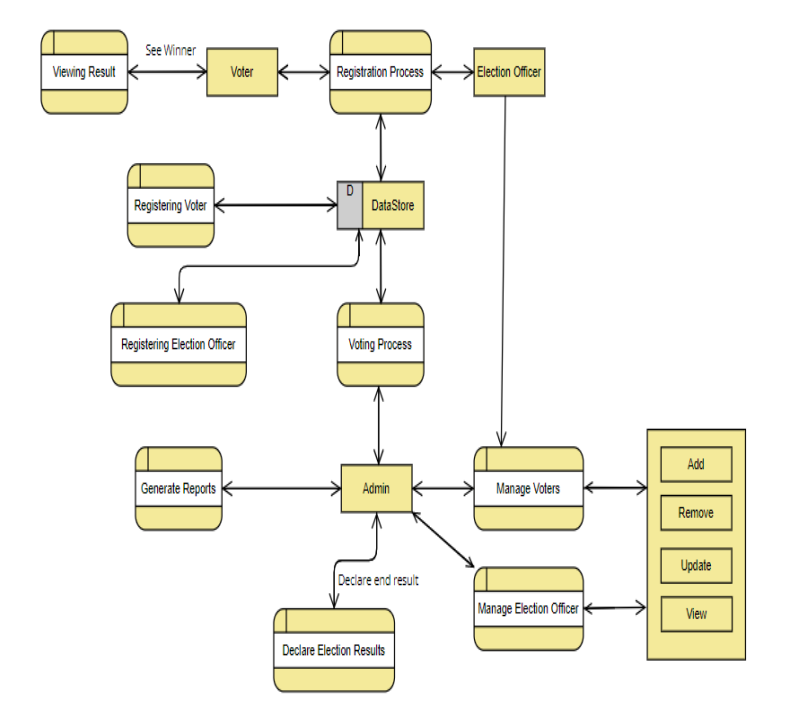 See Winner
Viewing Result
Voter
Registration Process
Election Officer
D
DataStore
Registering Voter
Registering Election Officer
Voting Process
Generate Reports
Admin
Manage Voters
Add
Remove
Update
View
Declare end result
Manage Election Officer
Declare Election Results